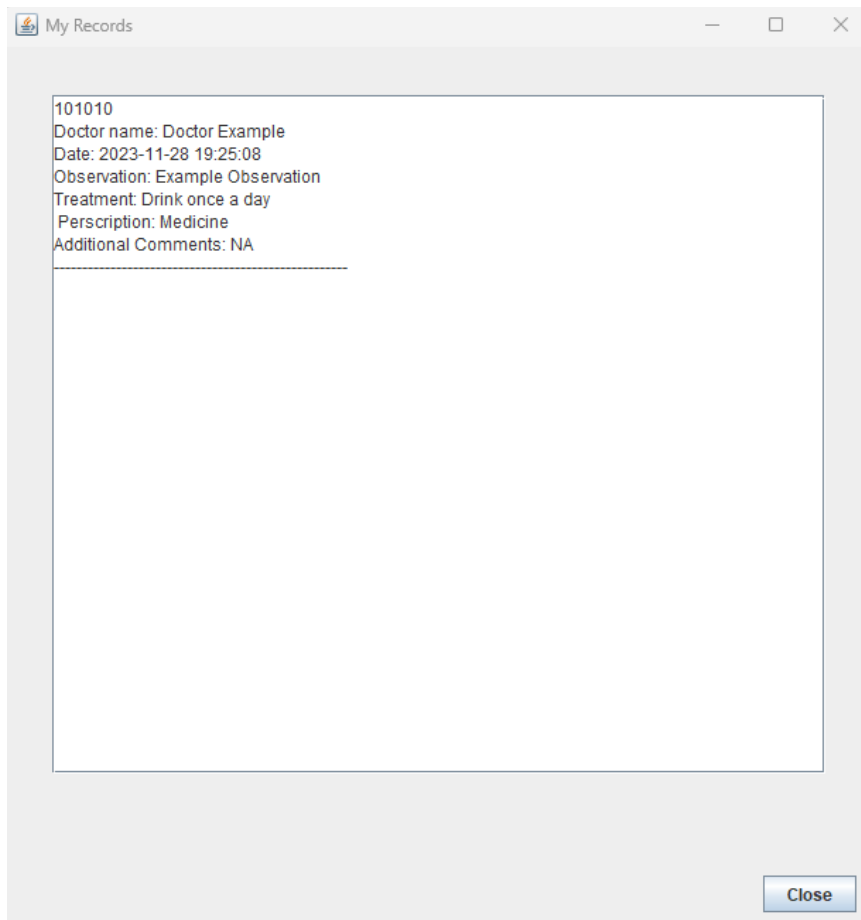 My Records
101010
Doctor name: Doctor Example
Date: 2023-11-28 19:25:08
Observation: Example Observation
Treatment: Drink once a day
Perscription: Medicine
Additional Comments: NA
----------------------------------------------------
Close